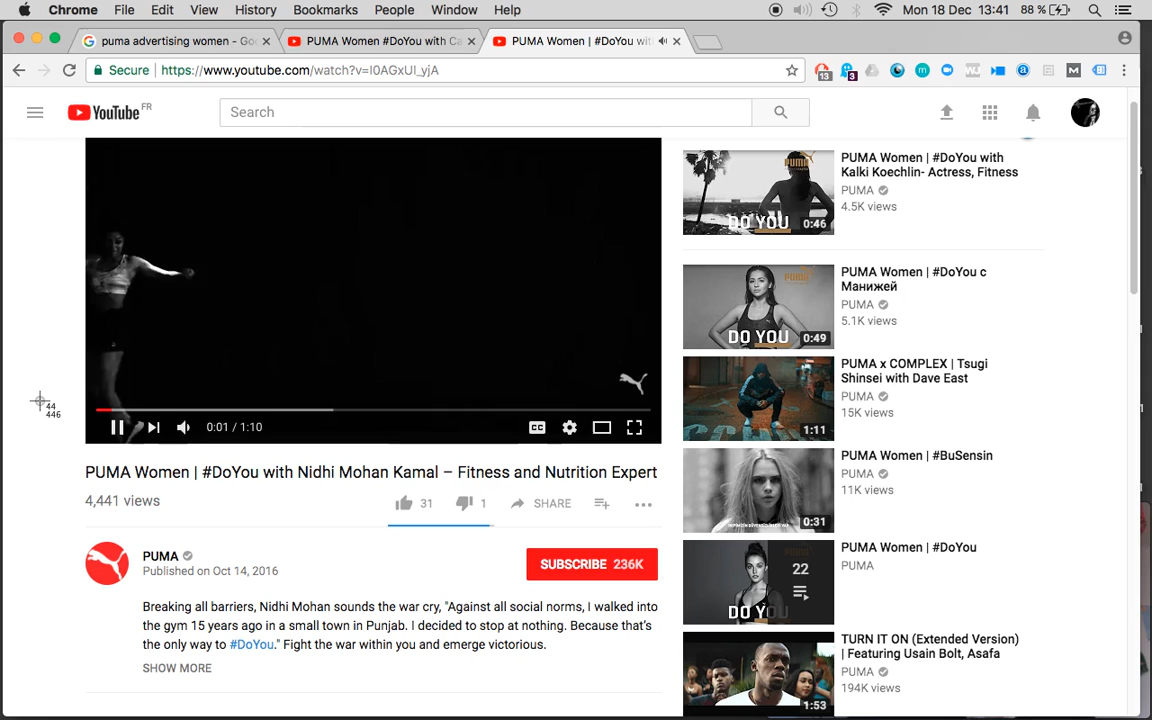 Chrome File Edit View History Bookmarks People Window Help Mon 18 Dec 13:41 88 %
puma advertising women - Go
PUMA Women #DoYou with Ca
PUMA Women | #DoYou wit
Secure https://www.youtube.com/watch?v=I0AGxUI_yjA
13
3
YouTube FR
Search
44
446
0:01 / 1:10
PUMA Women | #DoYou with Nidhi Mohan Kamal – Fitness and Nutrition Expert
4,441 views
31
1
SHARE
PUMA
Published on Oct 14, 2016
SUBSCRIBE 236K
Breaking all barriers, Nidhi Mohan sounds the war cry, "Against all social norms, I walked into
the gym 15 years ago in a small town in Punjab. I decided to stop at nothing. Because that's
the only way to #DoYou." Fight the war within you and emerge victorious.
SHOW MORE
DO YOU
0:46
PUMA Women | #DoYou with
Kalki Koechlin- Actress, Fitness
PUMA
4.5K views
DO YOU
0:49
PUMA Women | #DoYou с
Манижей
PUMA
5.1K views
1:11
PUMA x COMPLEX | Tsugi
Shinsei with Dave East
PUMA
15K views
0:31
PUMA Women | #BuSensin
PUMA
11K views
22
DO YOU
PUMA Women | #DoYou
PUMA
1:53
TURN IT ON (Extended Version)
| Featuring Usain Bolt, Asafa
PUMA
194K views